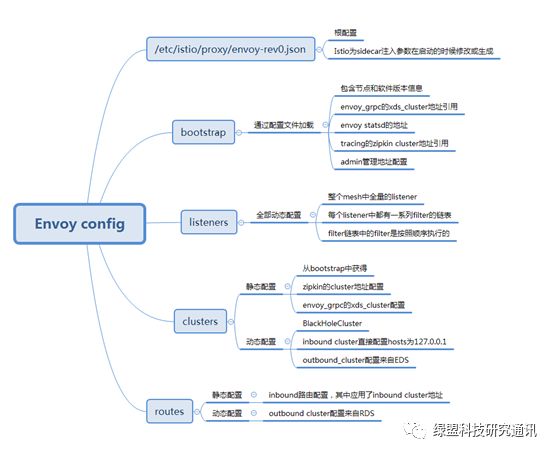 Envoy config
/etc/istio/proxy/envoy-rev0.json
根配置
Istio为sidecar注入参数在启动的时候修改或生成
bootstrap
通过配置文件加载
包含节点和软件版本信息
envoy_grpc的xds_cluster地址引用
envoy statsd的地址
tracing的zipkin cluster地址引用
admin管理地址配置
listeners
全部动态配置
整个mesh中全量的listener
每个listener中都有一系列filter的链表
filter链表中的filter是按照顺序执行的
clusters
静态配置
从bootstrap中获得
zipkin的cluster地址配置
envoy_grpc的xds_cluster配置
动态配置
BlackHoleCluster
inbound cluster直接配置hosts为127.0.0.1
outbound_cluster配置来自EDS
routes
静态配置
inbound路由配置，其中应用了inbound cluster地址
动态配置
outbound cluster配置来自RDS
绿盟科技研究通讯